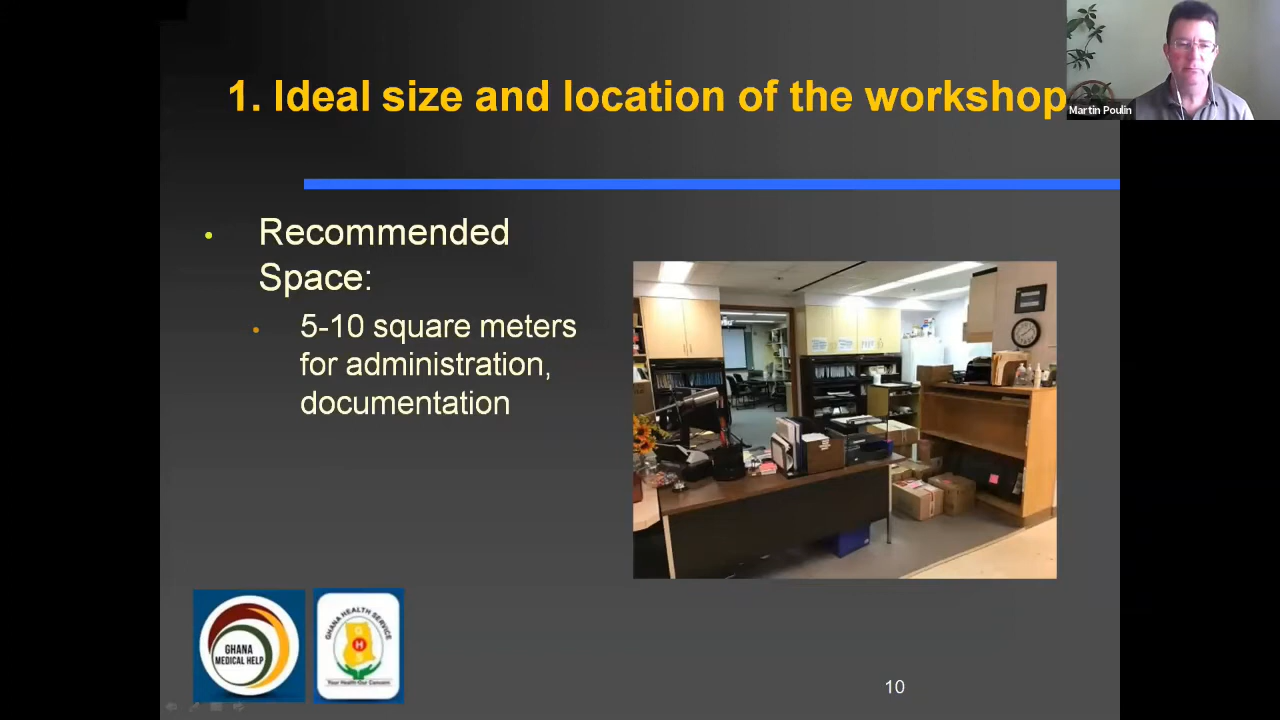 1. Ideal size and location of the workshop
Martin Poulin
• Recommended
Space:
• 5-10 square meters
for administration,
documentation
GHANA
MEDICAL HELP
GHANA HEALTH SERVICE
G
H
S
Your Health-Our Concern
10